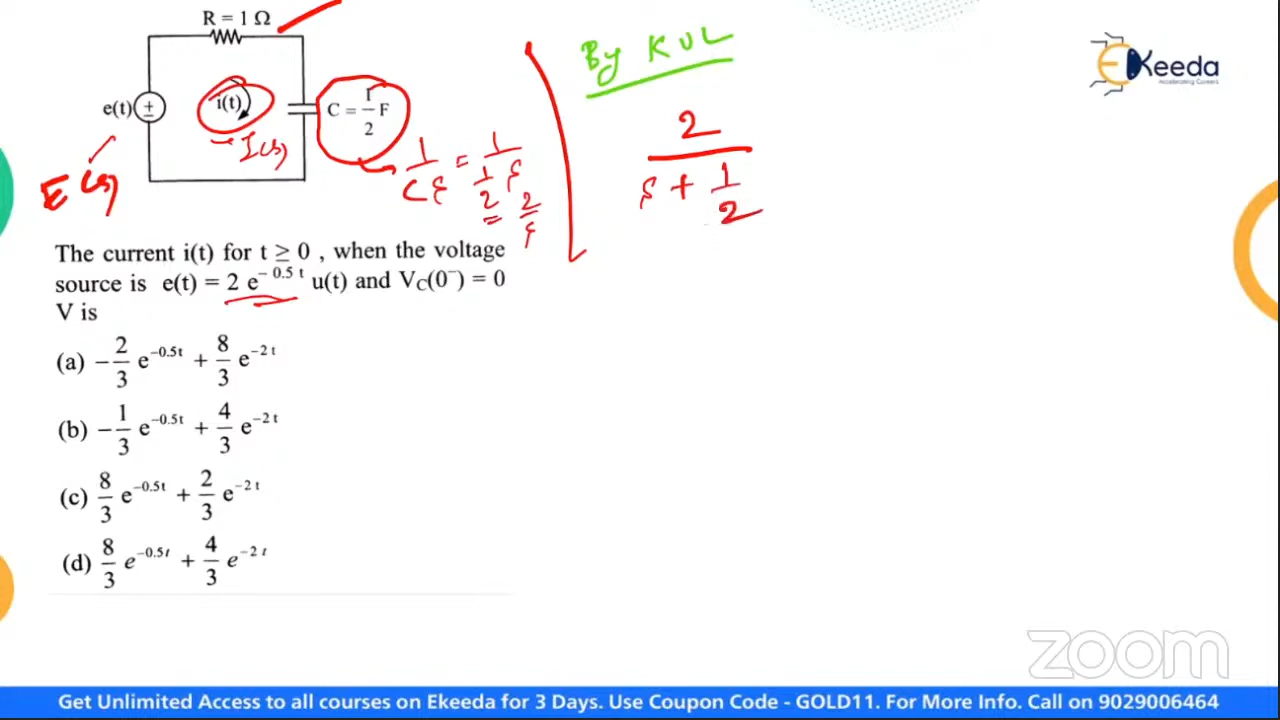 R = 1 Ω
EKeeda
Accelerating Careers
By KVL
e(t)
i(t)
C = 1/2 F
I(s)
E(s)
1/Cs = 1/(1/2 s)
= 2/s
2/(s + 1/2)
The current i(t) for t ≥ 0 , when the voltage
source is e(t) = 2 e^{-0.5 t} u(t) and V_C(0^-) = 0
V is
(a) -2/3 e^{-0.5t} + 8/3 e^{-2 t}
(b) -1/3 e^{-0.5t} + 4/3 e^{-2 t}
(c) 8/3 e^{-0.5t} + 2/3 e^{-2 t}
(d) 8/3 e^{-0.5t} + 4/3 e^{-2 t}
zoom
Get Unlimited Access to all courses on Ekeeda for 3 Days. Use Coupon Code - GOLD11. For More Info. Call on 9029006464